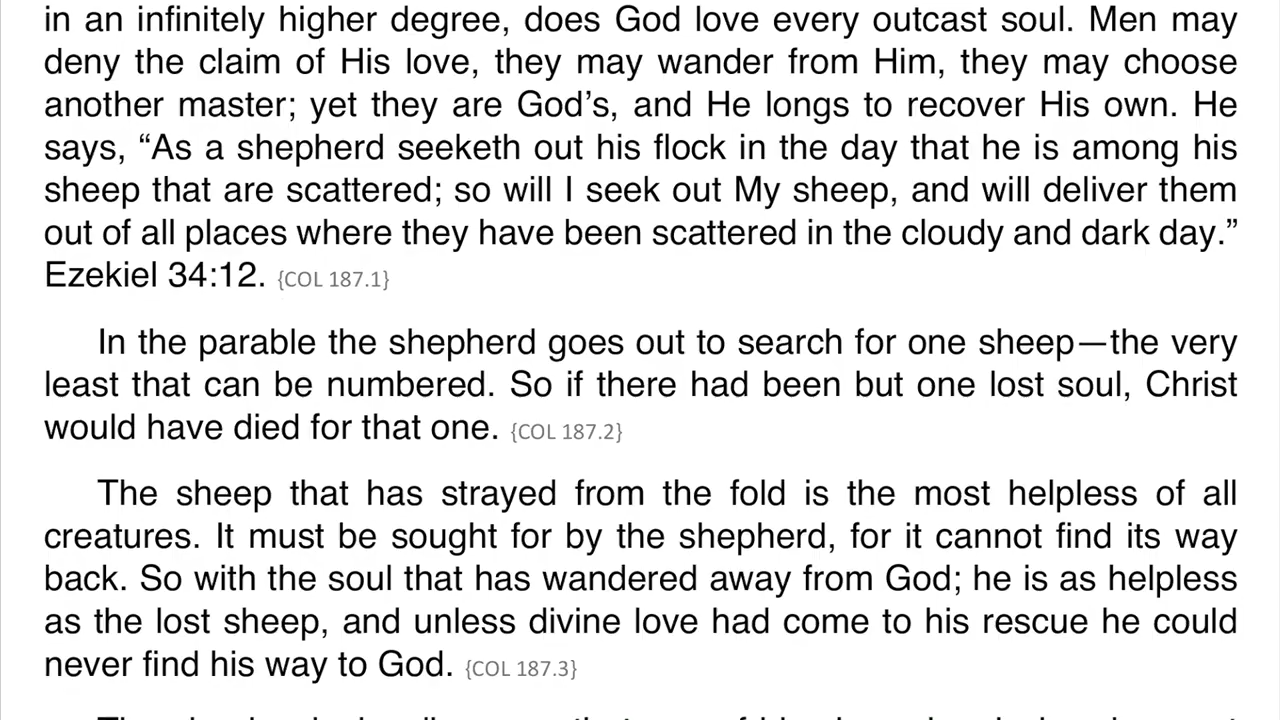 in an infinitely higher degree, does God love every outcast soul. Men may
deny the claim of His love, they may wander from Him, they may choose
another master; yet they are God’s, and He longs to recover His own. He
says, “As a shepherd seeketh out his flock in the day that he is among his
sheep that are scattered; so will I seek out My sheep, and will deliver them
out of all places where they have been scattered in the cloudy and dark day.”
Ezekiel 34:12. {COL 187.1}
In the parable the shepherd goes out to search for one sheep—the very
least that can be numbered. So if there had been but one lost soul, Christ
would have died for that one. {COL 187.2}
The sheep that has strayed from the fold is the most helpless of all
creatures. It must be sought for by the shepherd, for it cannot find its way
back. So with the soul that has wandered away from God; he is as helpless
as the lost sheep, and unless divine love had come to his rescue he could
never find his way to God. {COL 187.3}